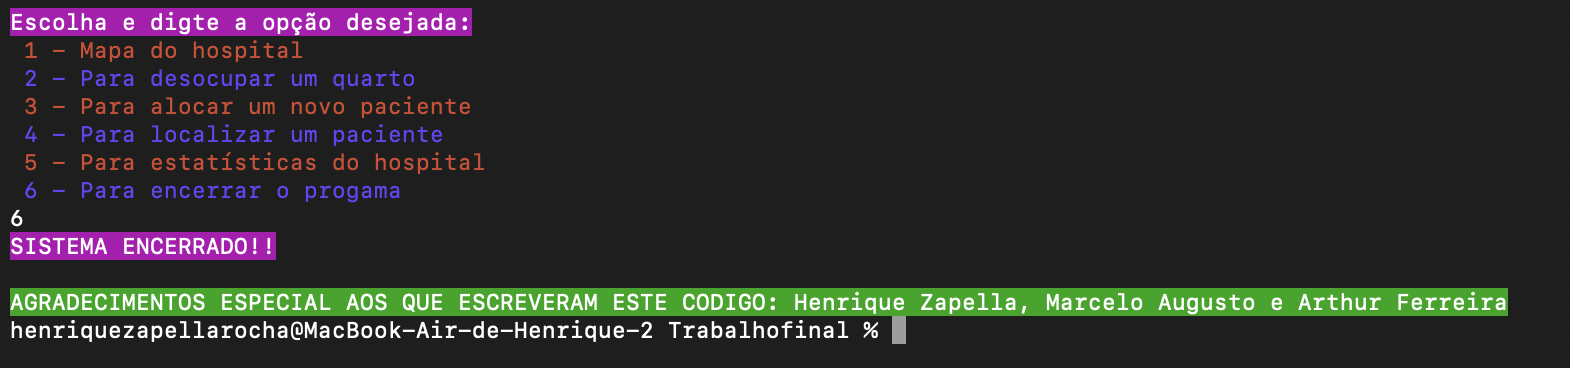 Escolha e digte a opção desejada:
1 - Mapa do hospital
2 - Para desocupar um quarto
3 - Para alocar um novo paciente
4 - Para localizar um paciente
5 - Para estatísticas do hospital
6 - Para encerrar o progama
6
SISTEMA ENCERRADO!!
AGRADECIMENTOS ESPECIAL AOS QUE ESCREVERAM ESTE CODIGO: Henrique Zapella, Marcelo Augusto e Arthur Ferreira
henriquezapellarocha@MacBook-Air-de-Henrique-2 Trabalhofinal %